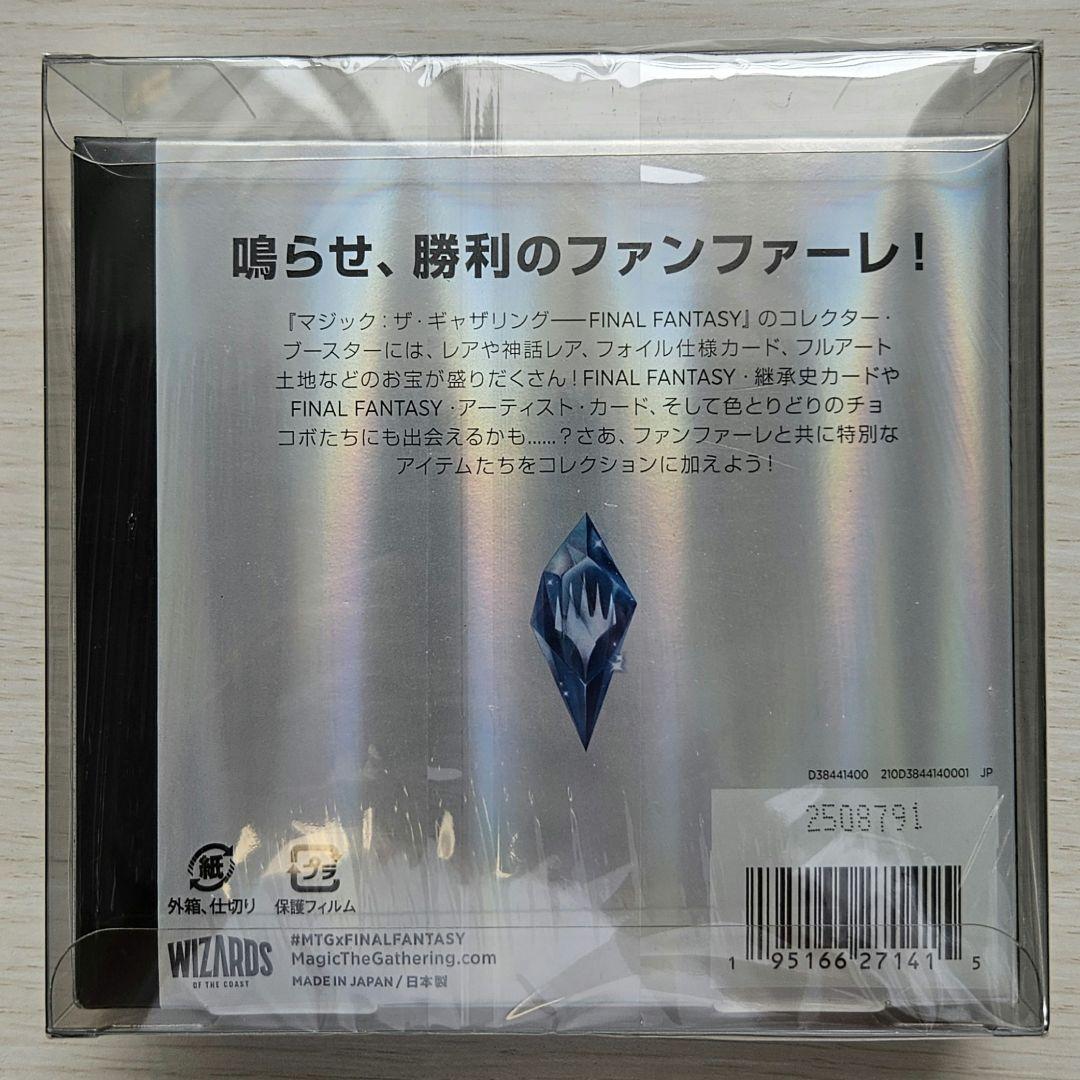 鳴らせ、勝利のファンファーレ！
『マジック：ザ・ギャザリング――FINAL FANTASY』のコレクター・
ブースターには、レアや神話レア、フォイル仕様カード、フルアート
土地などのお宝が盛りだくさん！FINAL FANTASY・継承史カードや
FINAL FANTASY・アーティスト・カード、そして色とりどりのチョ
コボたちにも出会えるかも……？さあ、ファンファーレと共に特別な
アイテムたちをコレクションに加えよう！
D38441400 210D3844140001 JP
2508791
紙
プラ
外箱、仕切り 保護フィルム
WIZARDS
OF THE COAST
#MTGxFINALFANTASY
MagicTheGathering.com
MADE IN JAPAN / 日本製
1 95166 27141 5